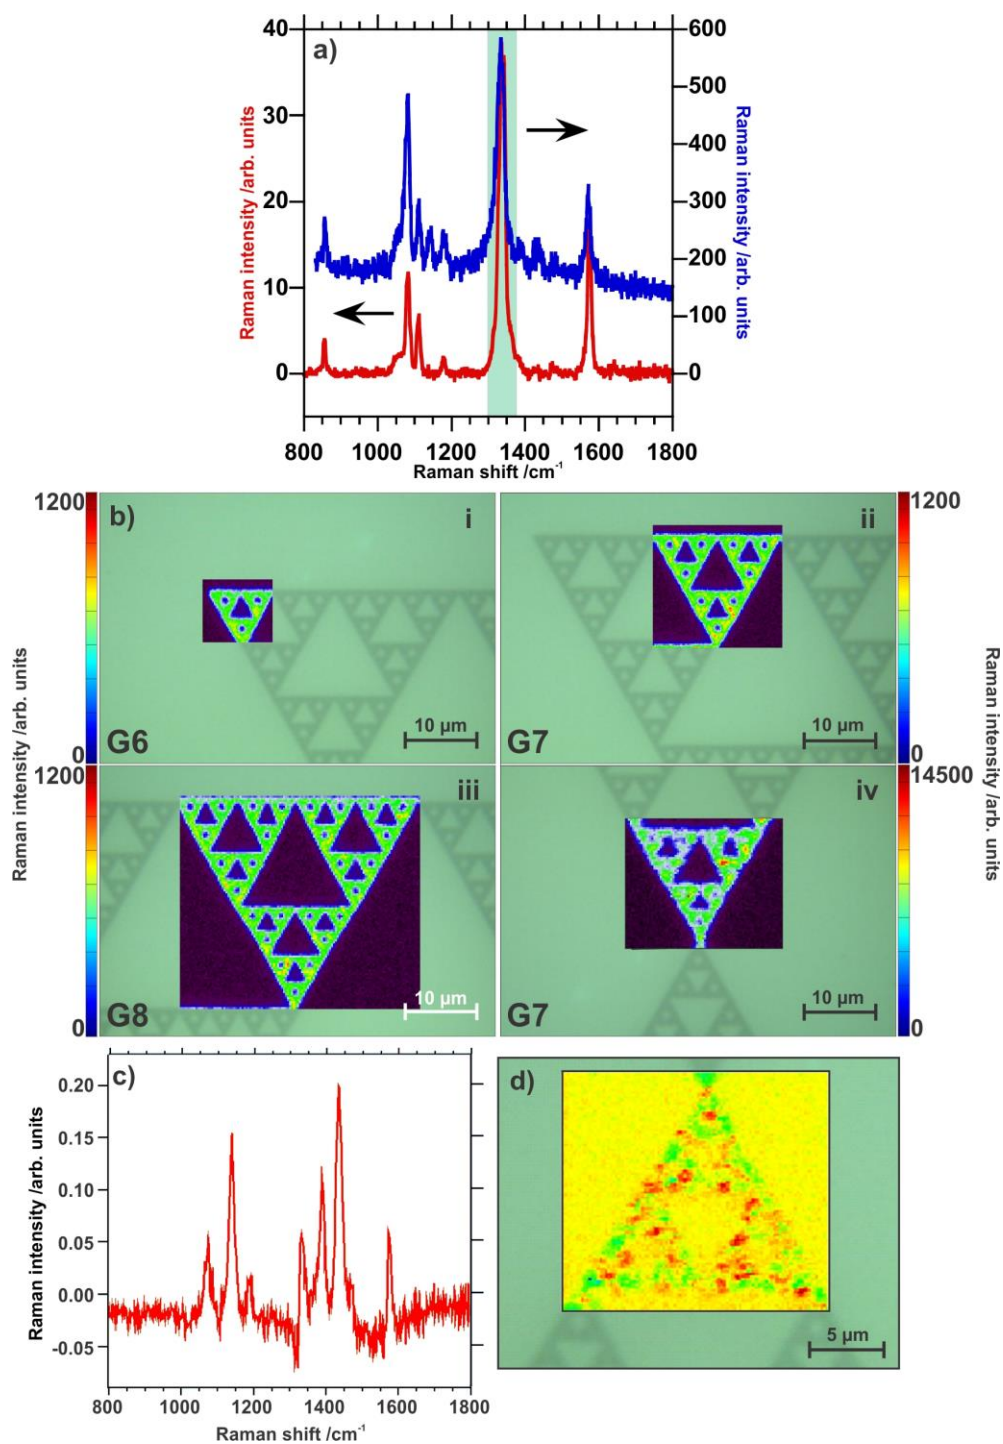 a)
40
30
20
10
0
600
500
400
300
200
100
0
Raman intensity /arb. units
Raman intensity /arb. units
800 1000 1200 1400 1600 1800
Raman shift /cm-1
1200
0
b)
i
G6
10 µm
ii
G7
10 µm
1200
0
Raman intensity /arb. units
Raman intensity /arb. units
1200
0
iii
G8
10 µm
iv
G7
10 µm
14500
0
c)
0.20
0.15
0.10
0.05
0.00
-0.05
Raman intensity /arb. units
800 1000 1200 1400 1600 1800
Raman shift /cm-1
d)
5 µm